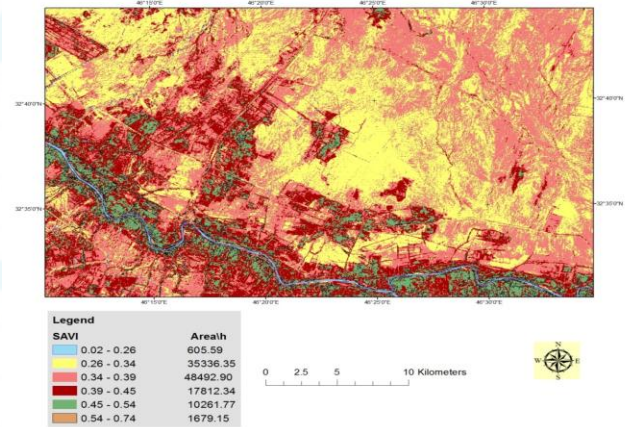 46°15'0"E 46°20'0"E 46°25'0"E 46°30'0"E
32°40'0"N 32°40'0"N
32°35'0"N 32°35'0"N
46°15'0"E 46°20'0"E 46°25'0"E 46°30'0"E
Legend
SAVI Area\h
0.02 - 0.26 605.59
0.26 - 0.34 35336.35
0.34 - 0.39 48492.90
0.39 - 0.45 17812.34
0.45 - 0.54 10261.77
0.54 - 0.74 1679.15
0 2.5 5 10 Kilometers
N
W E
S